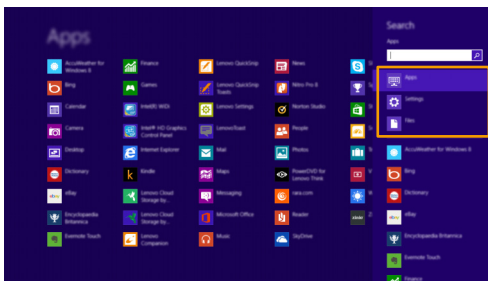 Apps
AccuWeather for
Windows 8
Bing
Calendar
Camera
Desktop
Dictionary
eBay
Encyclopaedia
Britannica
Evernote Touch
Finance
Games
Intel(R) WiDi
Intel® HD Graphics
Control Panel
Internet Explorer
Kindle
Lenovo Cloud
Storage by...
Lenovo Cloud
Storage by...
Lenovo
Companion
Lenovo QuickSnip
Lenovo QuickSnip
Tools
Lenovo Settings
LenovoToast
Mail
Maps
Messaging
Microsoft Office
Music
News
Nitro Pro 8
Norton Studio
People
Photos
PowerDVD for
Lenovo Think
rara.com
Reader
SkyDrive
Search
Apps
Apps
Settings
Files
AccuWeather for Windows 8
Bing
Dictionary
eBay
Encyclopaedia Britannica
Evernote Touch
Finance